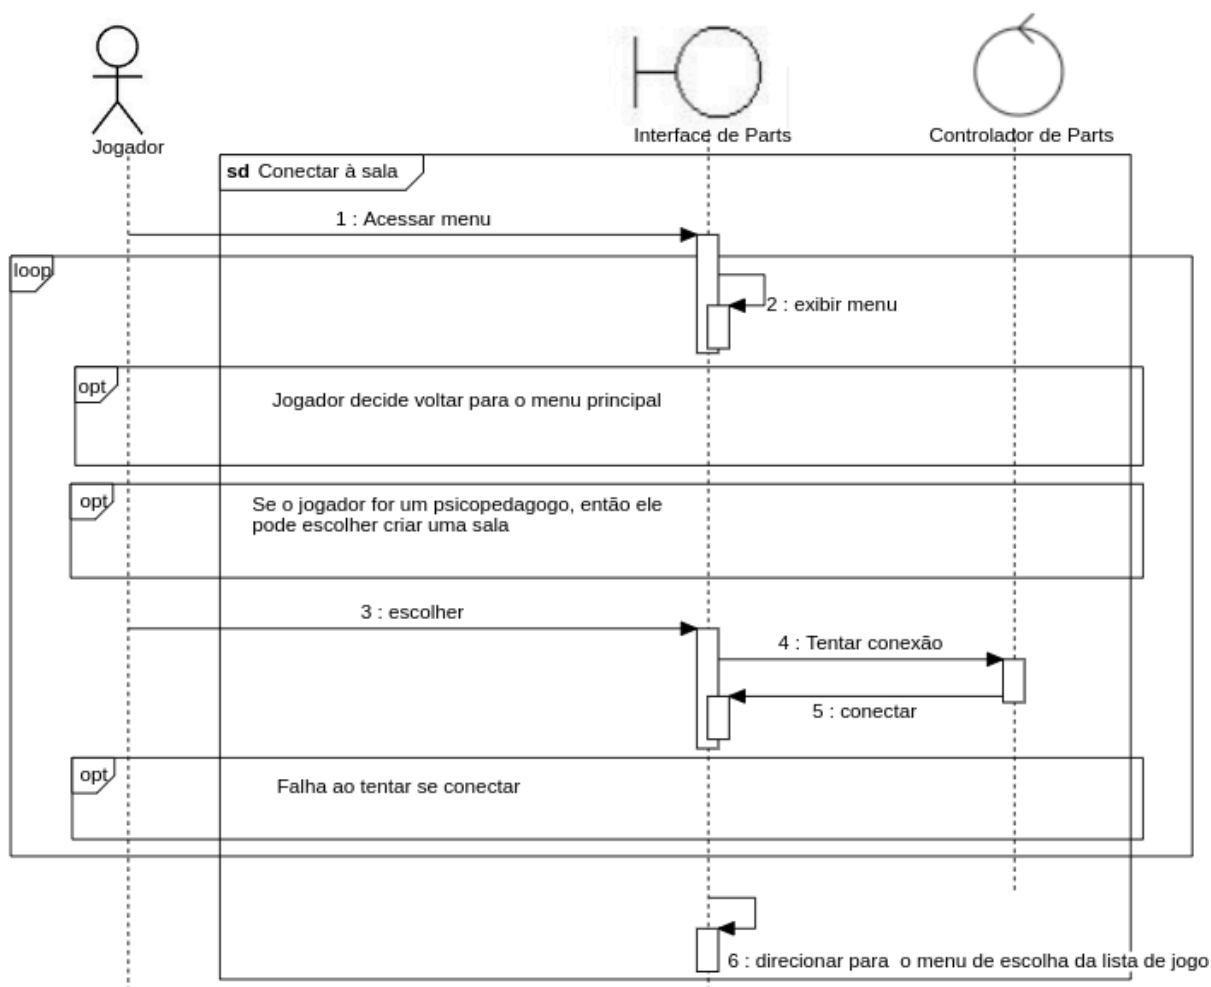 Jogador
Interface de Parts
Controlador de Parts
sd Conectar à sala
1 : Acessar menu
loop
2 : exibir menu
opt
Jogador decide voltar para o menu principal
opt
Se o jogador for um psicopedagogo, então ele
pode escolher criar uma sala
3 : escolher
4 : Tentar conexão
5 : conectar
opt
Falha ao tentar se conectar
6 : direcionar para o menu de escolha da lista de jogo